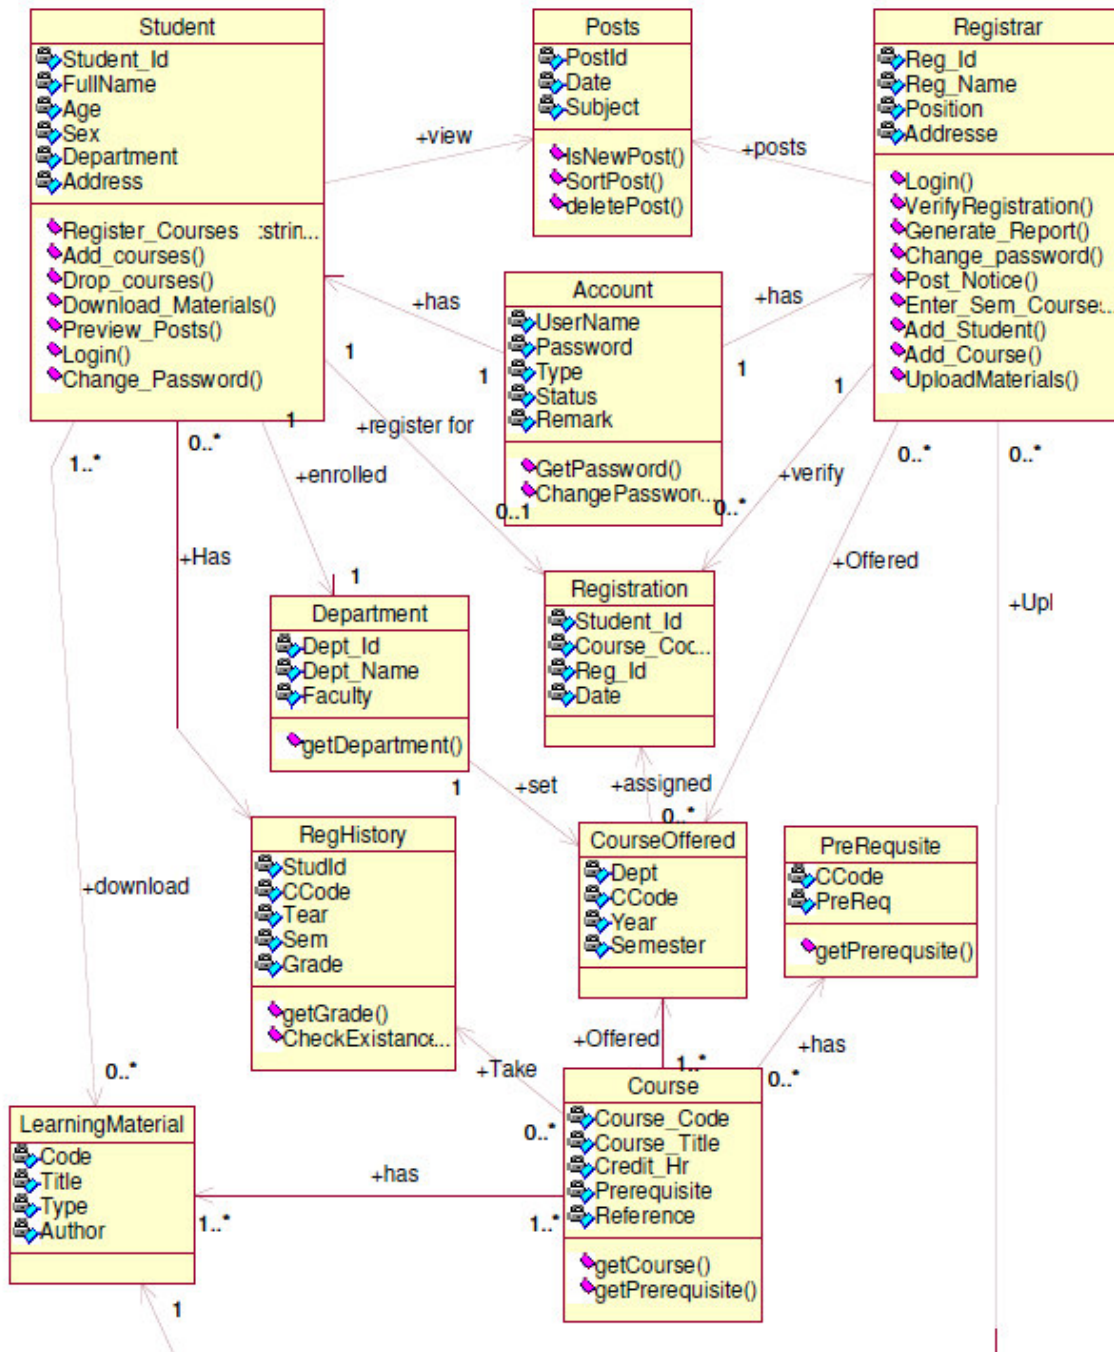 Student
Student_Id
FullName
Age
Sex
Department
Address
Register_Courses :strin...
Add_courses()
Drop_courses()
Download_Materials()
Preview_Posts()
Login()
Change_Password()
Posts
PostId
Date
Subject
IsNewPost()
SortPost()
deletePost()
Registrar
Reg_Id
Reg_Name
Position
Addresse
Login()
VerifyRegistration()
Generate_Report()
Change_password()
Post_Notice()
Enter_Sem_Course...
Add_Student()
Add_Course()
UploadMaterials()
+view
+posts
Account
UserName
Password
Type
Status
Remark
GetPassword()
ChangePassword...
+has
1
1
+has
1
1
+register for
0..1
+verify
0..*
1..*
0..*
1
+enrolled
1
0..*
0..*
+Has
+Offered
+Upl
Registration
Student_Id
Course_Coc...
Reg_Id
Date
Department
Dept_Id
Dept_Name
Faculty
getDepartment()
1
+set
+assigned
0..*
RegHistory
StudId
CCode
Tear
Sem
Grade
getGrade()
CheckExistance...
CourseOffered
Dept
CCode
Year
Semester
PreRequsite
CCode
PreReq
getPrerequsite()
+download
0..*
+Take
0..*
+Offered
1..*
+has
0..*
LearningMaterial
Code
Title
Type
Author
+has
1..*
1..*
Course
Course_Code
Course_Title
Credit_Hr
Prerequisite
Reference
getCourse()
getPrerequisite()
1